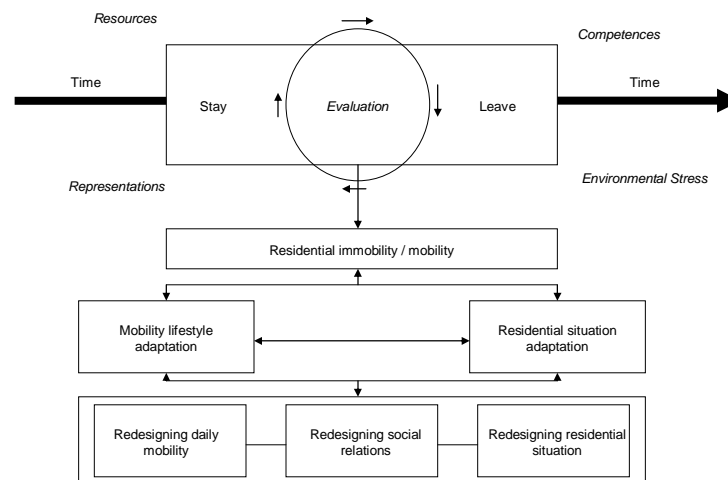 Resources
Competences
Time
Time
Stay
Evaluation
Leave
Representations
Environmental Stress
Residential immobility / mobility
Mobility lifestyle
adaptation
Residential situation
adaptation
Redesigning daily
mobility
Redesigning social
relations
Redesigning residential
situation